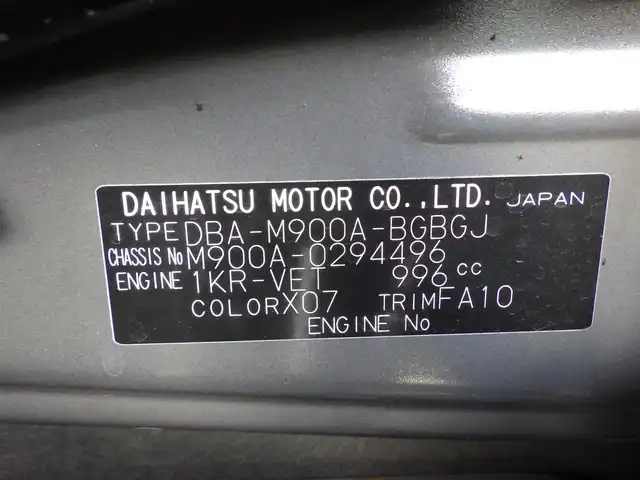 DAIHATSU MOTOR CO.,LTD. JAPAN
TYPE DBA-M900A-BGBGJ
CHASSIS No M900A-0294496
ENGINE 1KR-VET 996 cc
COLOR X07 TRIM FA10
ENGINE No